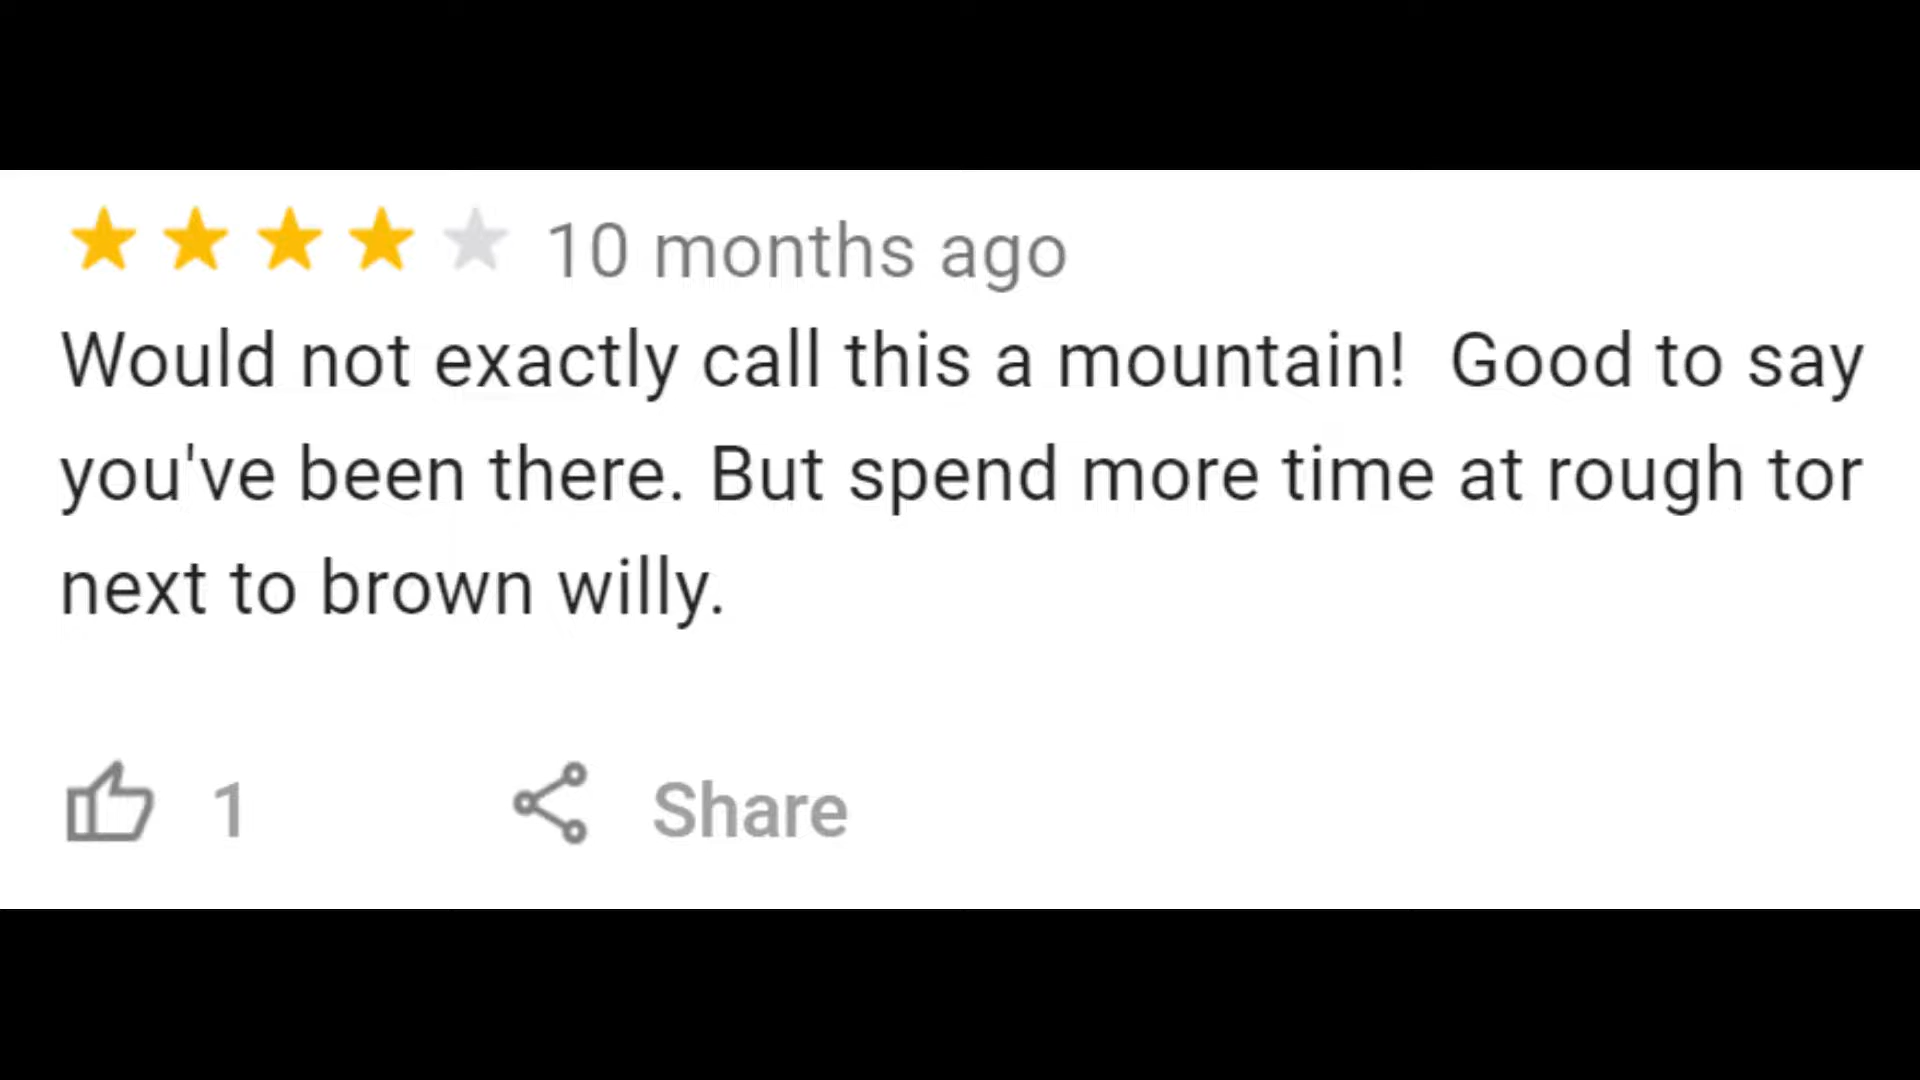 10 months ago
Would not exactly call this a mountain!  Good to say
you've been there. But spend more time at rough tor
next to brown willy.
1 Share